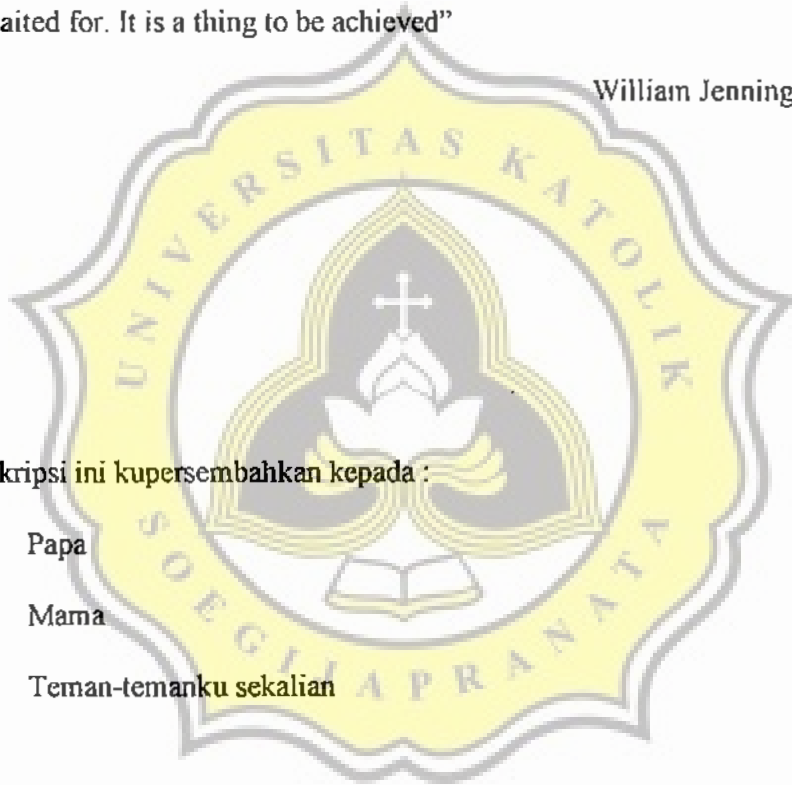 aited for. It is a thing to be achieved”
William Jenning
UNIVERSITAS KATOLIK
kripsi ini kupersembahkan kepada :
Papa
Mama
Teman-temanku sekalian
SOEGIJAPRANATA